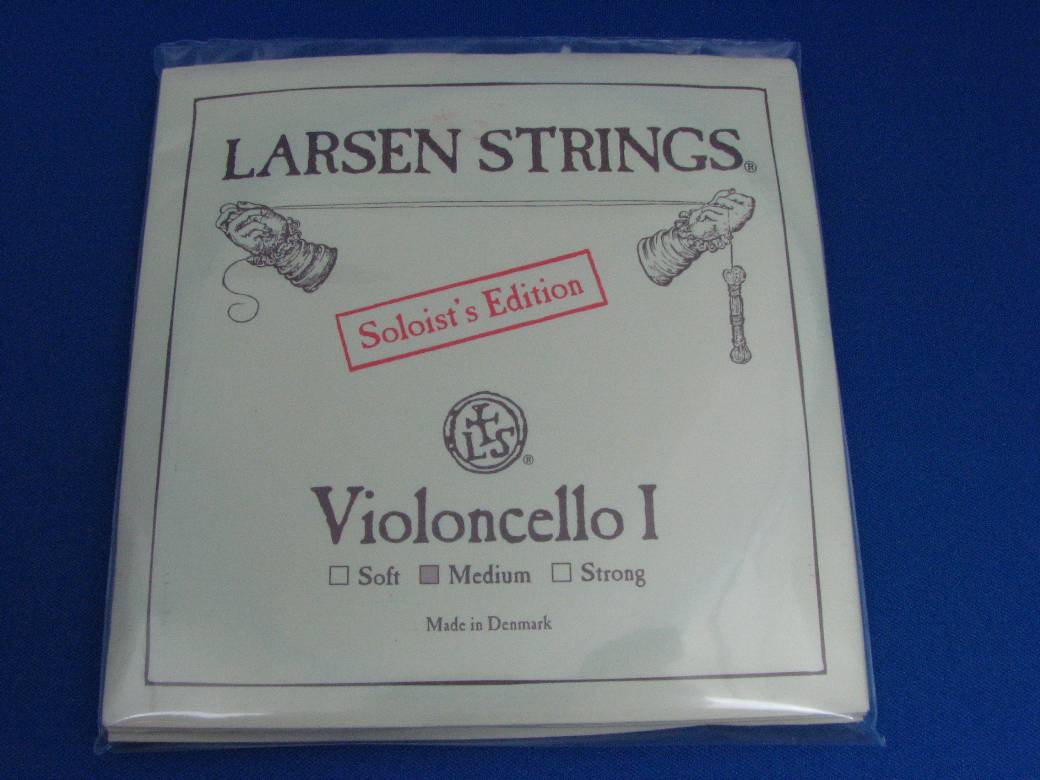 LARSEN STRINGS®
Soloist's Edition
LS
®
Violoncello I
Soft Medium Strong
Made in Denmark